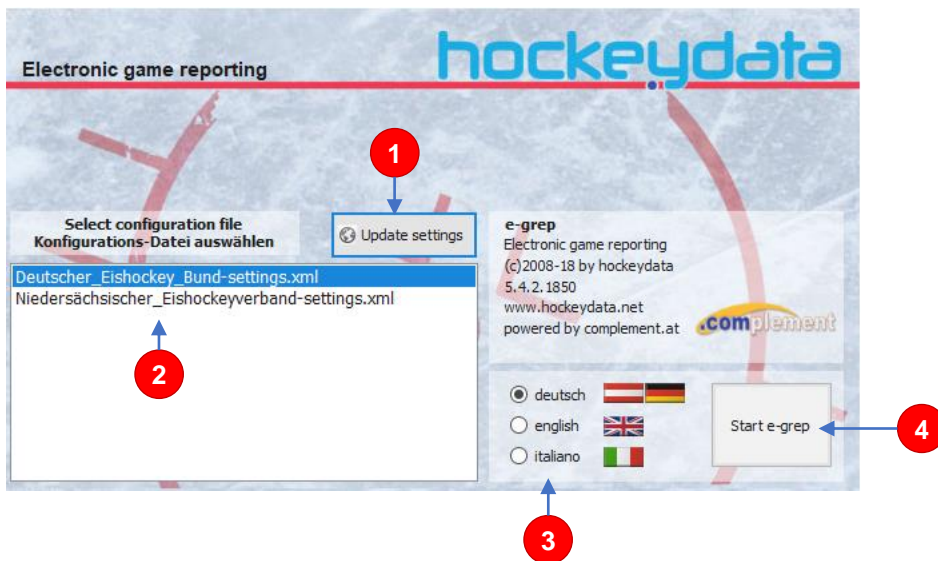 hockeydata
Electronic game reporting
1
Select configuration file
Konfigurations-Datei auswählen
Update settings
Deutscher_Eishockey_Bund-settings.xml
Niedersächsischer_Eishockeyverband-settings.xml
2
e-grep
Electronic game reporting
(c)2008-18 by hockeydata
5.4.2.1850
www.hockeydata.net
powered by complement.at
.complement
deutsch
english
italiano
Start e-grep
4
3